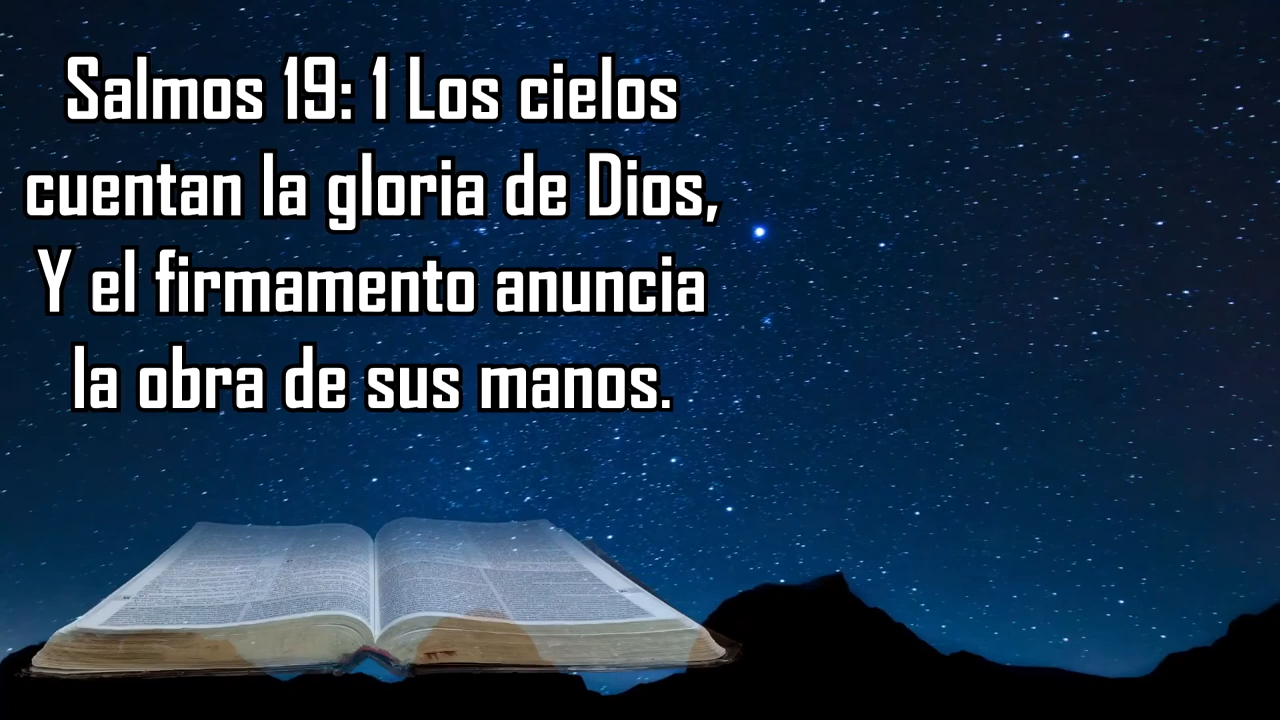 Salmos 19: 1 Los cielos
cuentan la gloria de Dios,
Y el firmamento anuncia
la obra de sus manos.